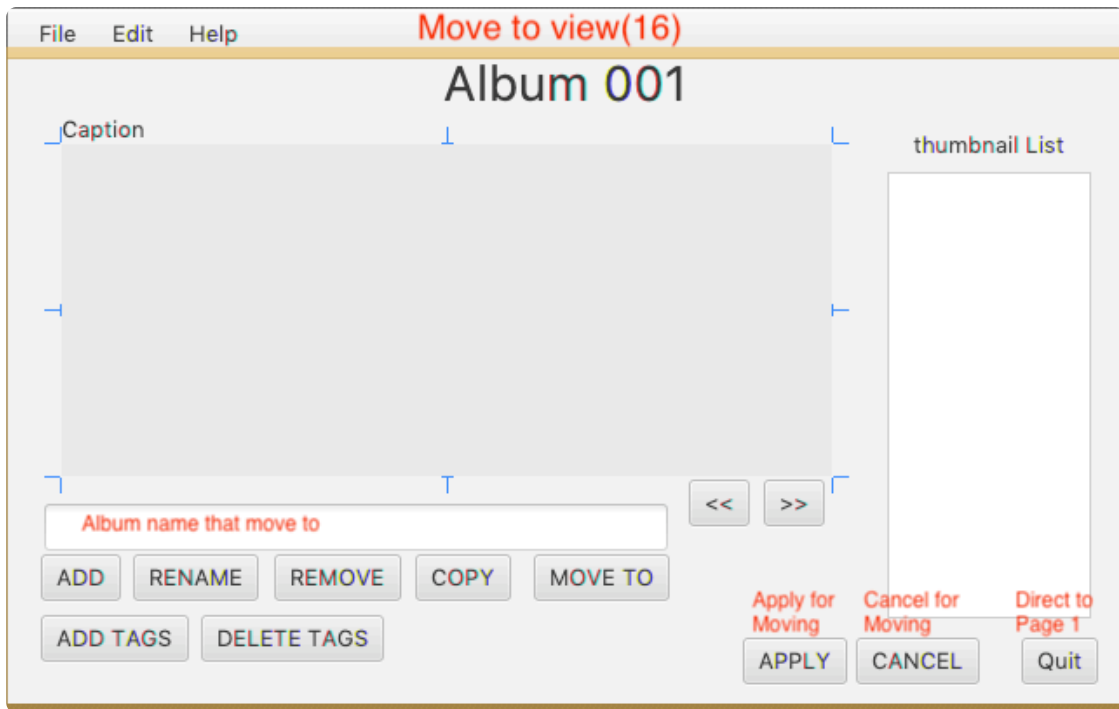 File Edit Help Move to view(16)
Album 001
Caption
thumbnail List
<< >>
Album name that move to
ADD RENAME REMOVE COPY MOVE TO
Apply for Moving
Cancel for Moving
Direct to Page 1
ADD TAGS DELETE TAGS
APPLY CANCEL Quit